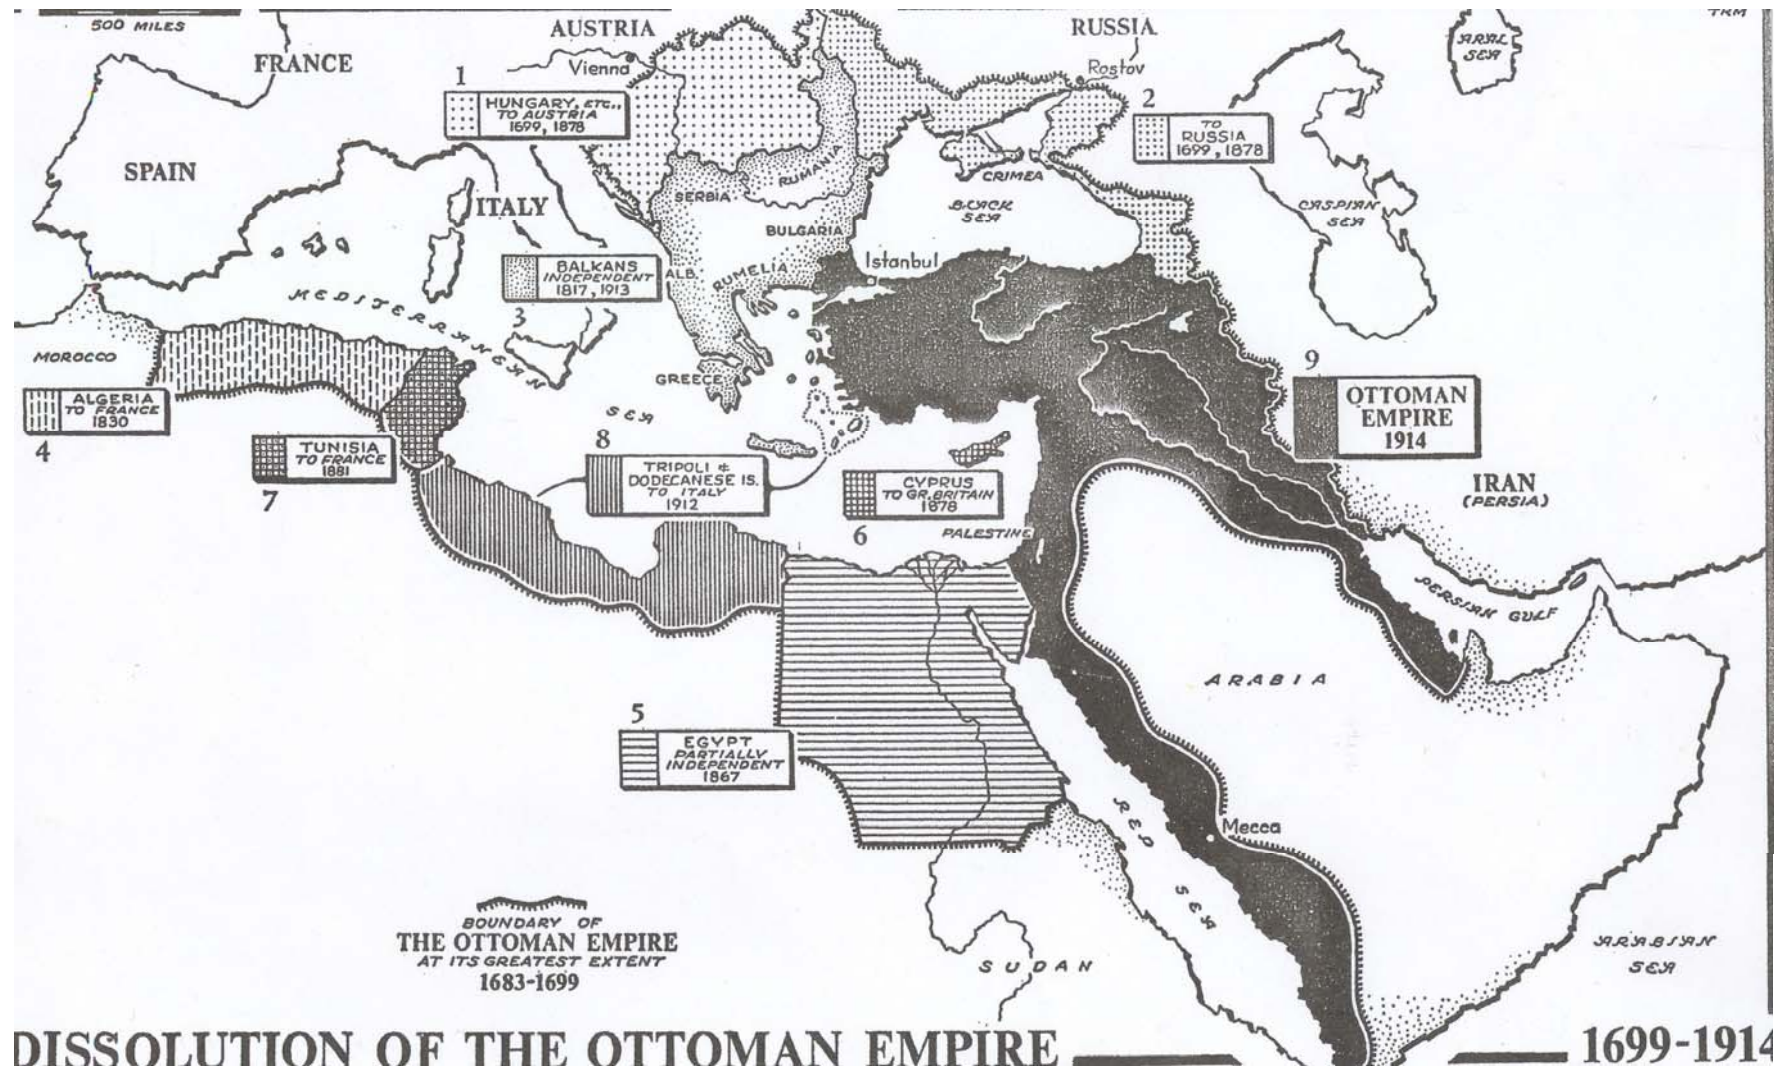 500 MILES
TRM
AUSTRIA
RUSSIA
FRANCE
Vienna
Rostov
ARAL
SEA
1
HUNGARY, ETC.,
TO AUSTRIA
1699, 1878
2
TO
RUSSIA
1699, 1878
SPAIN
ITALY
RUMANIA
SERBIA
CRIMEA
BLACK
SEA
CASPIAN
SEA
BULGARIA
BALKANS
INDEPENDENT
1817, 1913
3
ALB.
RUMELIA
Istanbul
MEDITERRANEAN
SEA
MOROCCO
GREECE
ALGERIA
TO FRANCE
1830
4
TUNISIA
TO FRANCE
1881
7
8
TRIPOLI &
DODECANESE IS.
TO ITALY
1912
CYPRUS
TO GR. BRITAIN
1878
6
PALESTINE
9
OTTOMAN
EMPIRE
1914
IRAN
(PERSIA)
PERSIAN GULF
ARABIA
5
EGYPT
PARTIALLY
INDEPENDENT
1867
RED
SEA
Mecca
SUDAN
ARABIAN
SEA
BOUNDARY OF
THE OTTOMAN EMPIRE
AT ITS GREATEST EXTENT
1683-1699
DISSOLUTION OF THE OTTOMAN EMPIRE 1699-1914